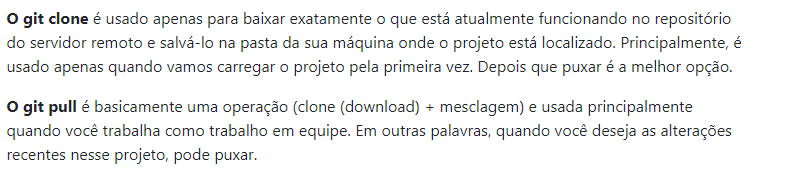 O git clone é usado apenas para baixar exatamente o que está atualmente funcionando no repositório
do servidor remoto e salvá-lo na pasta da sua máquina onde o projeto está localizado. Principalmente, é
usado apenas quando vamos carregar o projeto pela primeira vez. Depois que puxar é a melhor opção.
O git pull é basicamente uma operação (clone (download) + mesclagem) e usada principalmente
quando você trabalha como trabalho em equipe. Em outras palavras, quando você deseja as alterações
recentes nesse projeto, pode puxar.